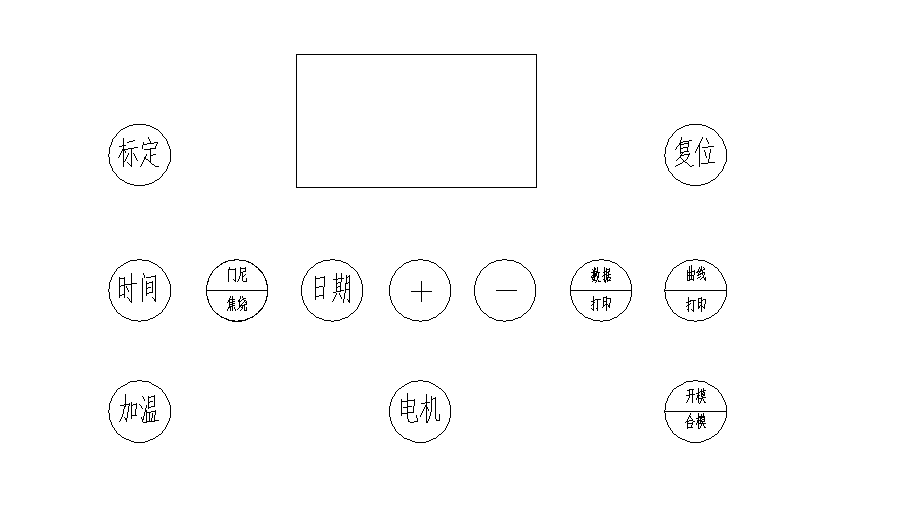 标定
复位
时间
门尼
焦烧
日期
+
—
数据
打印
曲线
打印
加温
电机
开模
合模